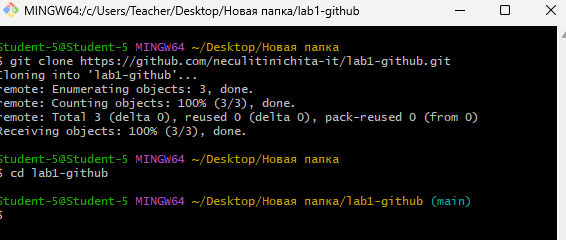 MINGW64:/c/Users/Teacher/Desktop/Новая папка/lab1-github
Student-5@Student-5 MINGW64 ~/Desktop/Новая папка
$ git clone https://github.com/neculitinichita-it/lab1-github.git
Cloning into 'lab1-github'...
remote: Enumerating objects: 3, done.
remote: Counting objects: 100% (3/3), done.
remote: Total 3 (delta 0), reused 0 (delta 0), pack-reused 0 (from 0)
Receiving objects: 100% (3/3), done.
Student-5@Student-5 MINGW64 ~/Desktop/Новая папка
$ cd lab1-github
Student-5@Student-5 MINGW64 ~/Desktop/Новая папка/lab1-github (main)
$